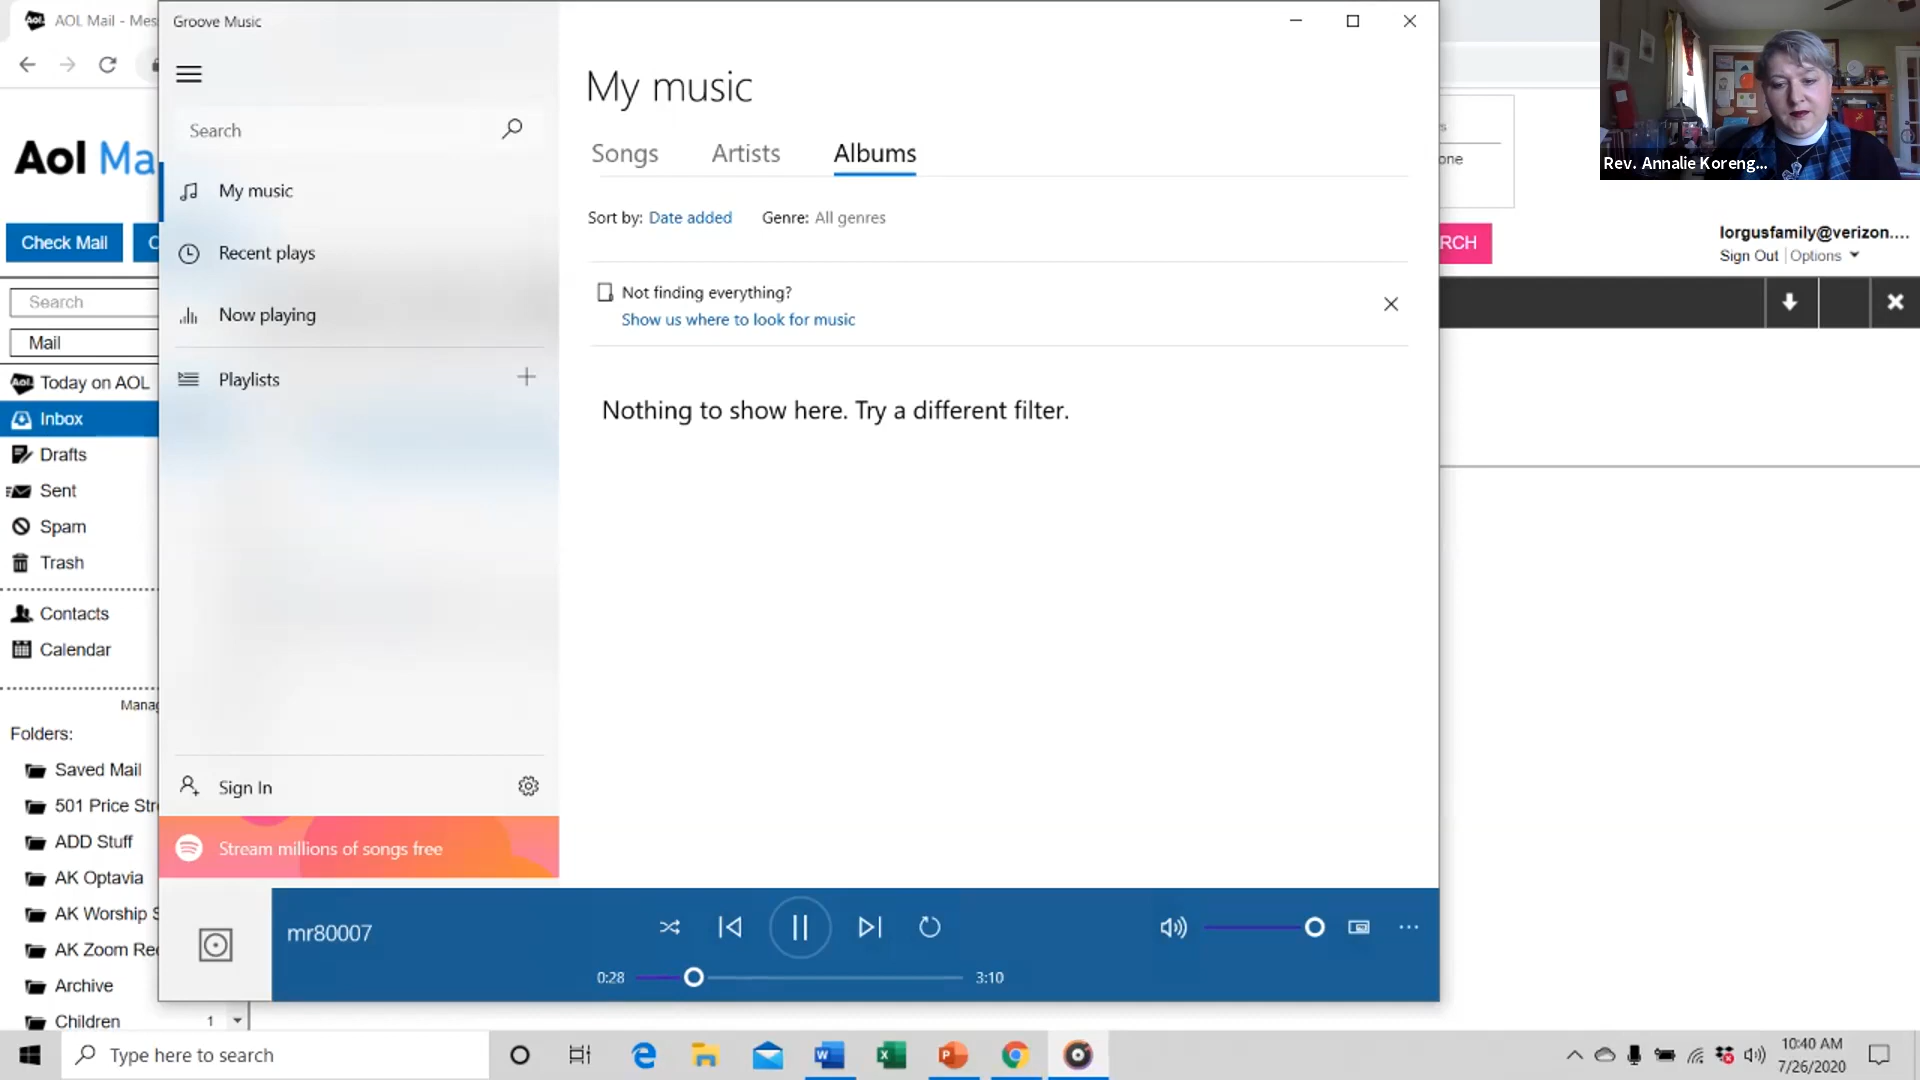 AOL Mail - Mes
Groove Music
Search
My music
Recent plays
Now playing
Playlists
Sign In
Stream millions of songs free
My music
Songs
Artists
Albums
Sort by: Date added
Genre: All genres
Not finding everything?
Show us where to look for music
Nothing to show here. Try a different filter.
mr80007
0:28
3:10
Rev. Annalie Koreng...
one
RCH
lorgusfamily@verizon....
Sign Out
Options
Aol Ma
Check Mail
C
Search
Mail
Aol. Today on AOL
Inbox
Drafts
Sent
Spam
Trash
Contacts
Calendar
Manag
Folders:
Saved Mail
501 Price Str
ADD Stuff
AK Optavia
AK Worship S
AK Zoom Rec
Archive
Children 1
Type here to search
10:40 AM
7/26/2020